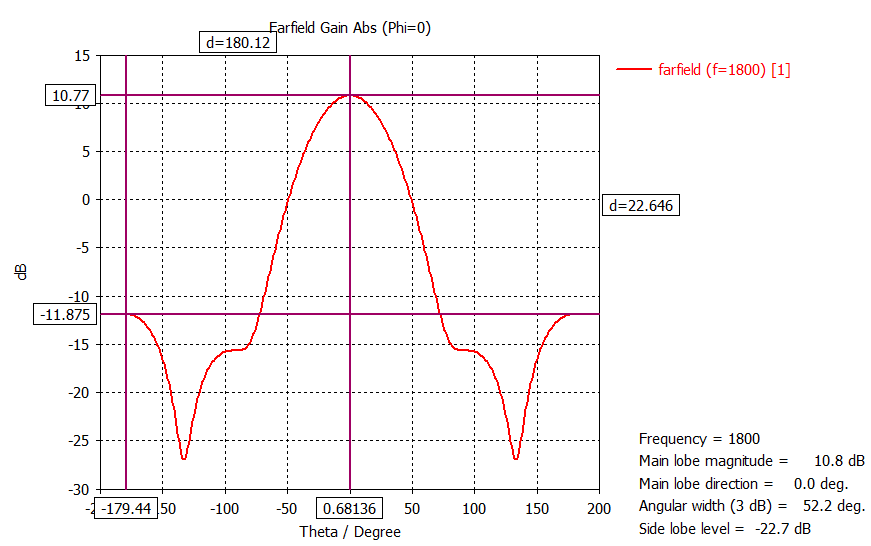 Farfield Gain Abs (Phi=0)
d=180.12
farfield (f=1800) [1]
15
10.77
10
5
0
d=22.646
-5
dB
-10
-11.875
-15
-20
-25
-30
-179.44
-100
-50
0.68136
50
100
150
200
Theta / Degree
Frequency = 1800
Main lobe magnitude = 10.8 dB
Main lobe direction = 0.0 deg.
Angular width (3 dB) = 52.2 deg.
Side lobe level = -22.7 dB